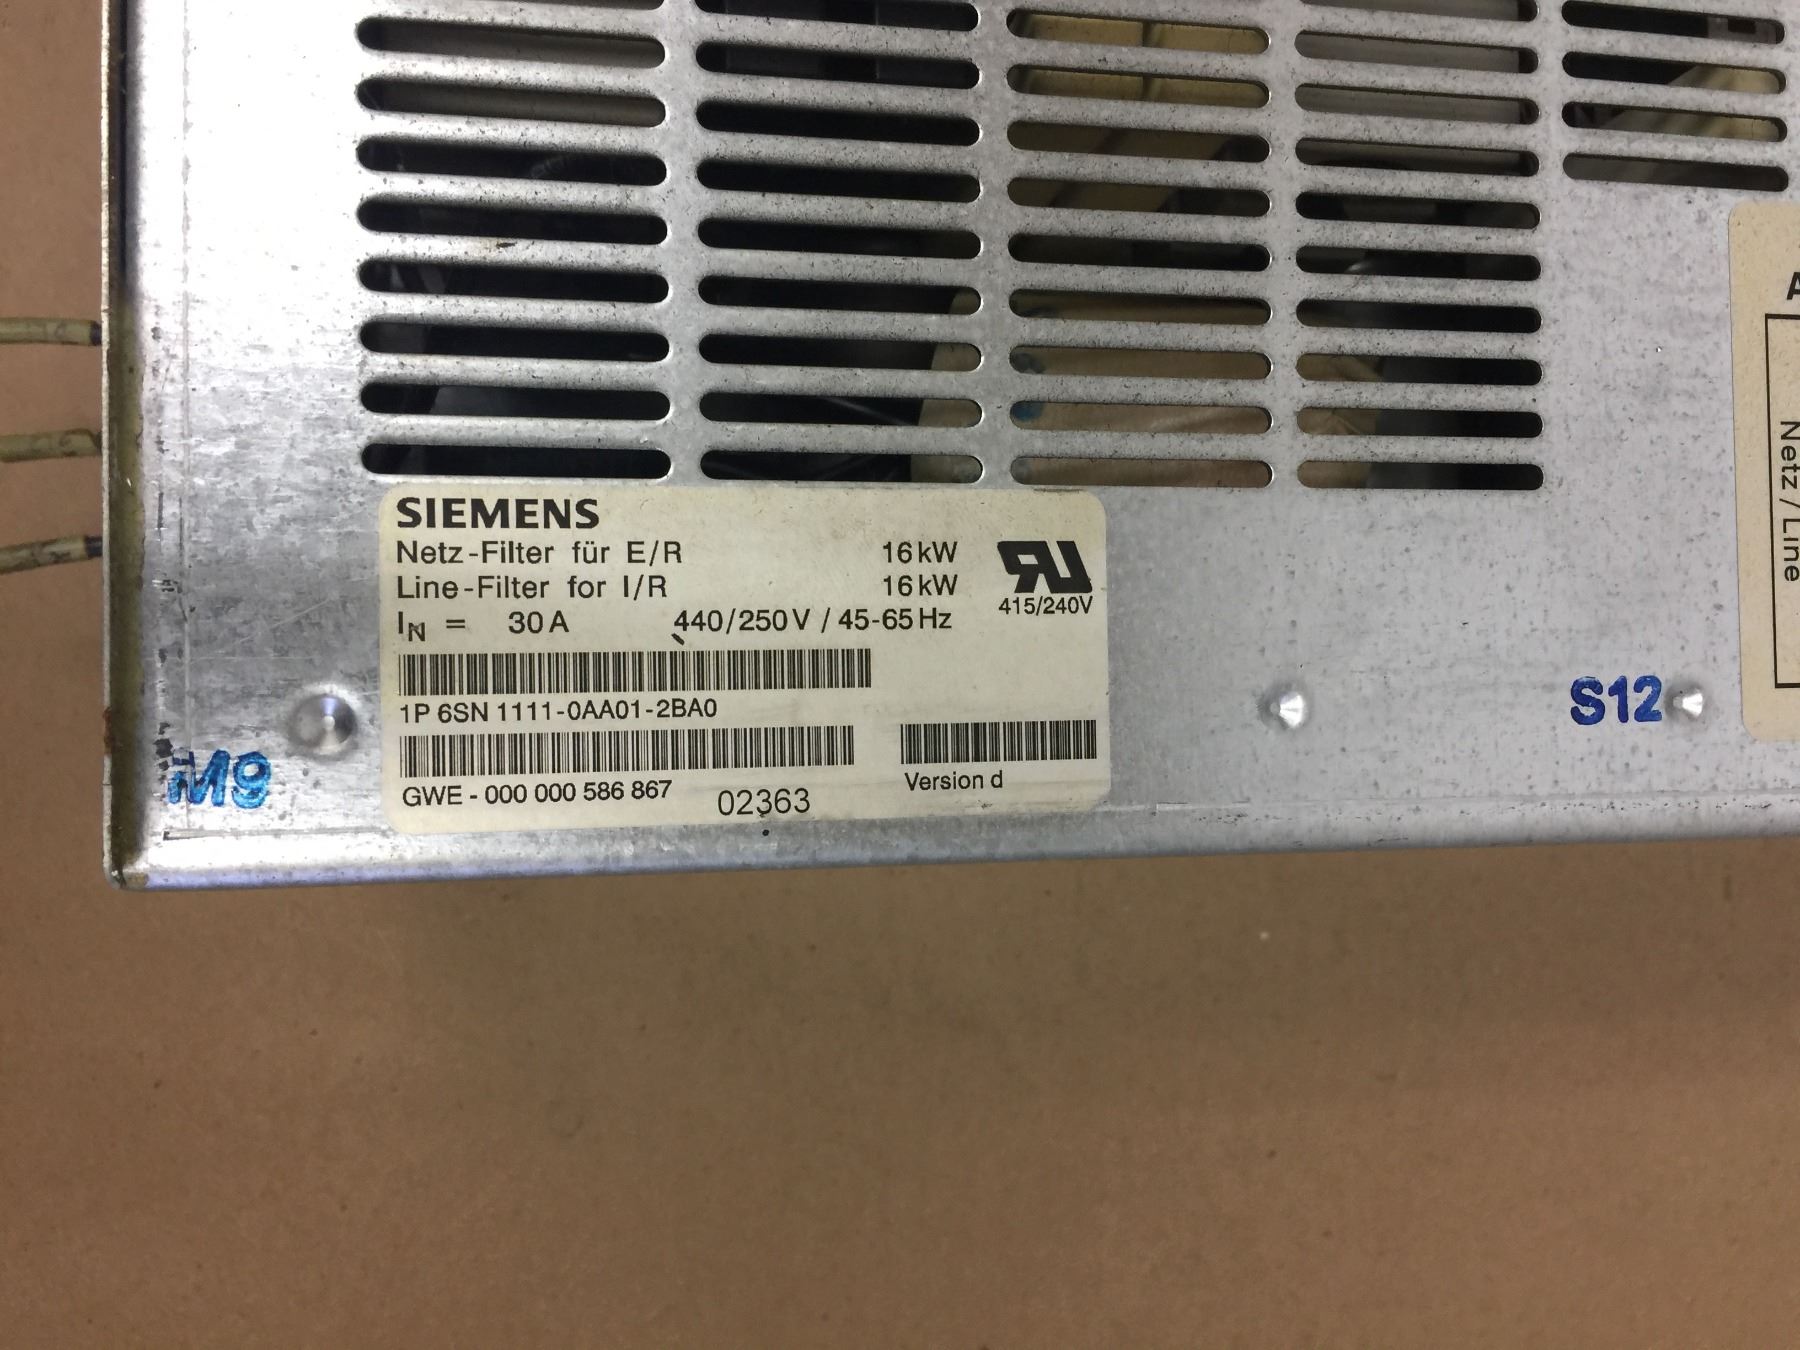 SIEMENS
Netz-Filter für E/R 16 kW
Line-Filter for I/R 16 kW
IN = 30 A 440/250 V / 45-65 Hz
415/240V
1P 6SN 1111-0AA01-2BA0
GWE - 000 000 586 867
02363
Version d
M9
S12
A
Netz / Line